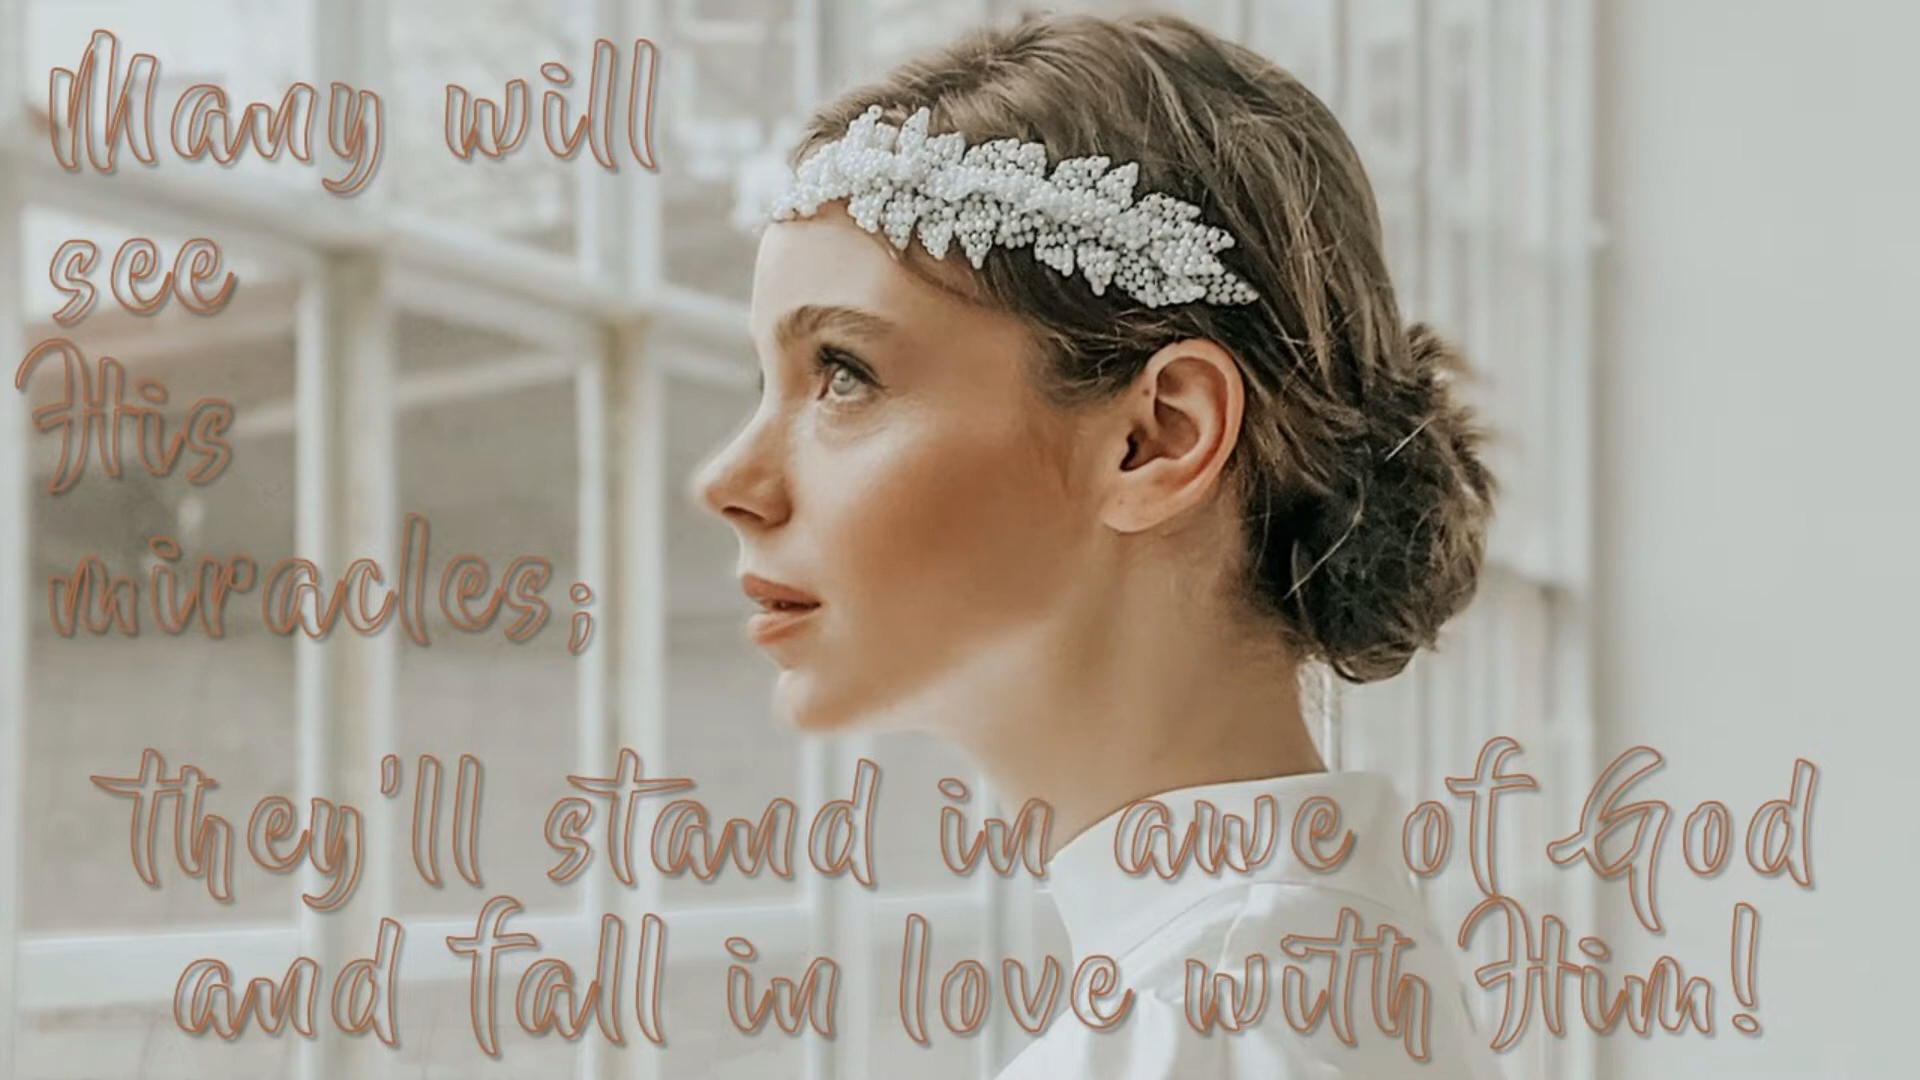 Many will
see
His
miracles;
they'll stand in awe of God
and fall in love with Him!